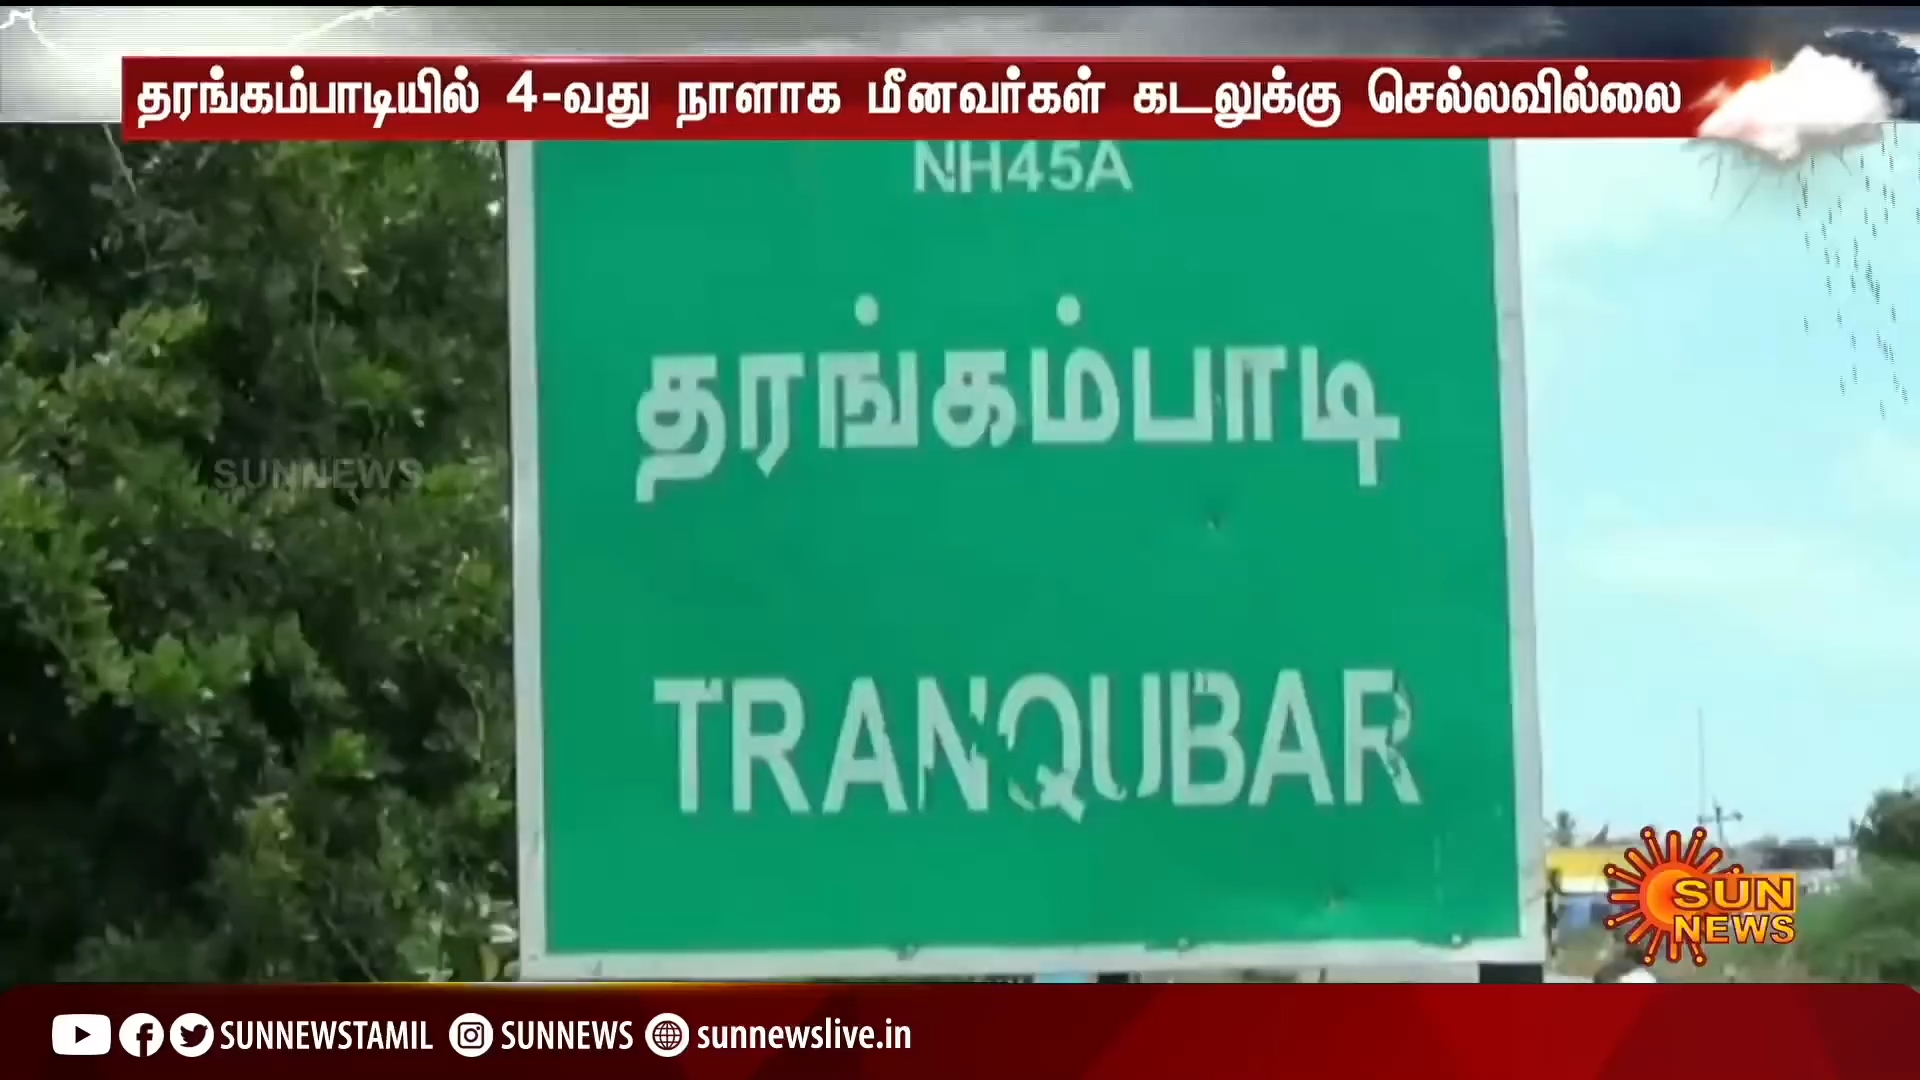 தரங்கம்பாடியில் 4-வது நாளாக மீனவர்கள் கடலுக்கு செல்லவில்லை
NH45A
தரங்கம்பாடி
SUNNEWS
TRANQUBAR
SUN
NEWS
SUNNEWSTAMIL SUNNEWS sunnewslive.in